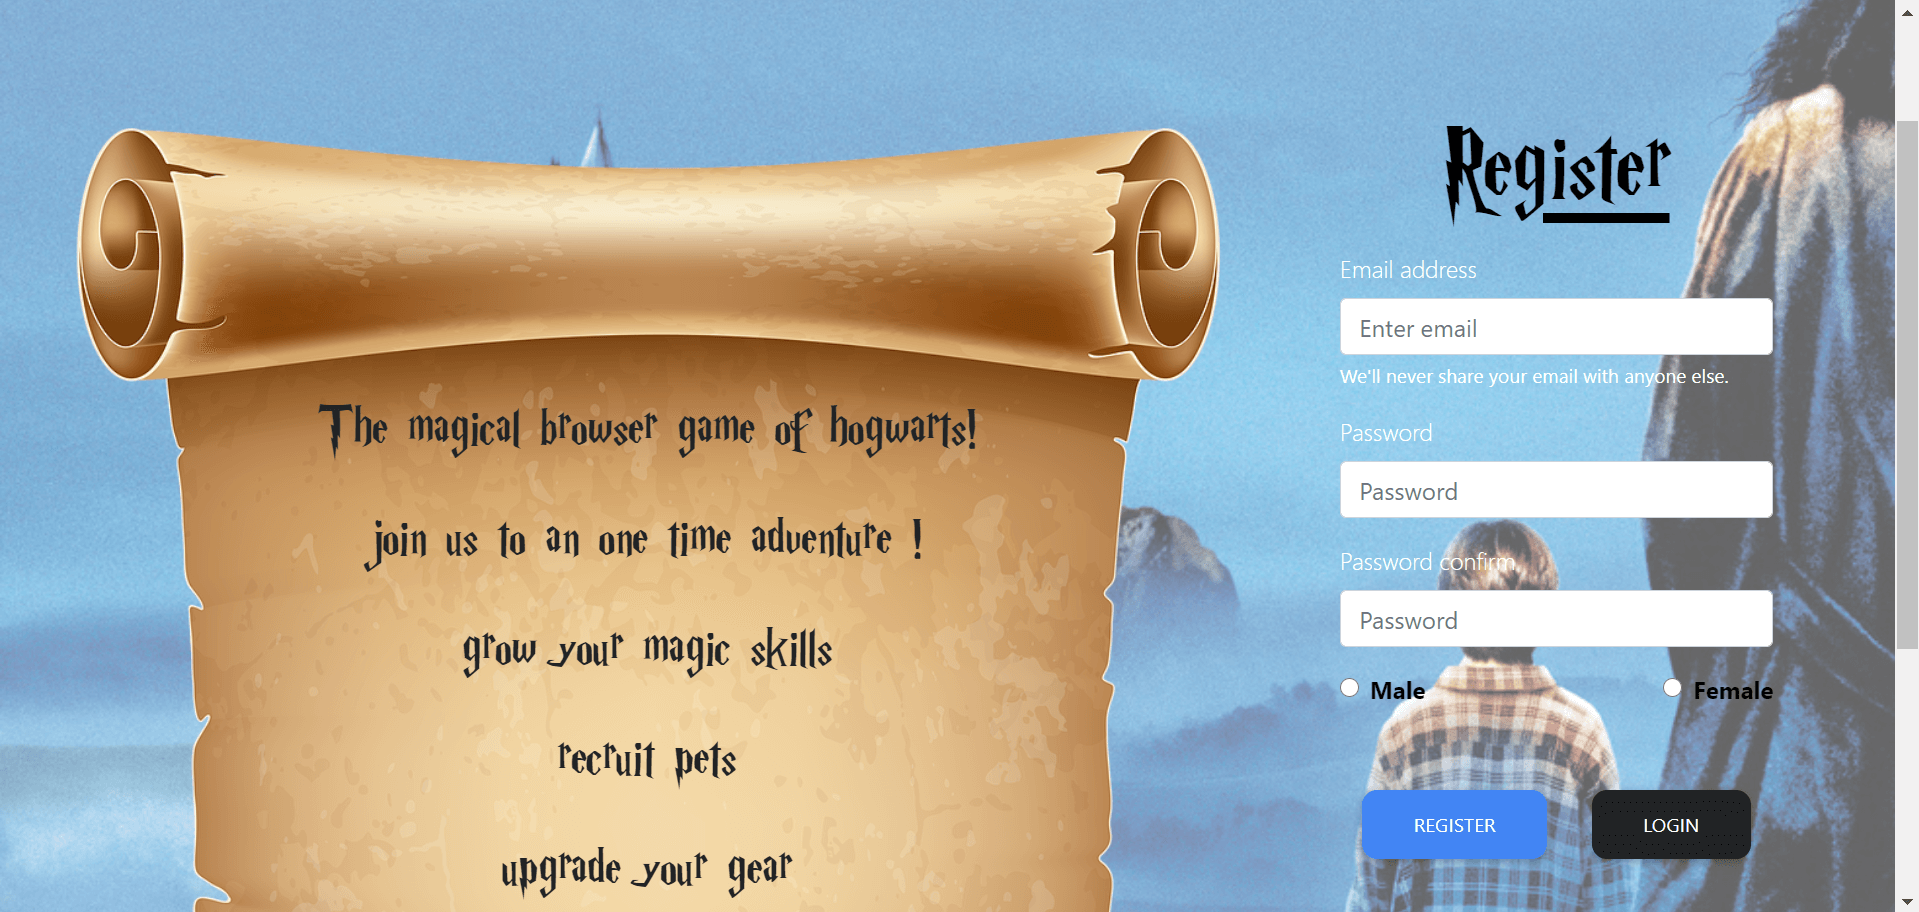 The magical browser game of hogwarts!
join us to an one time adventure !
grow your magic skills
recruit pets
upgrade your gear
Register
Email address
Enter email
We'll never share your email with anyone else.
Password
Password
Password confirm
Password
Male Female
REGISTER LOGIN